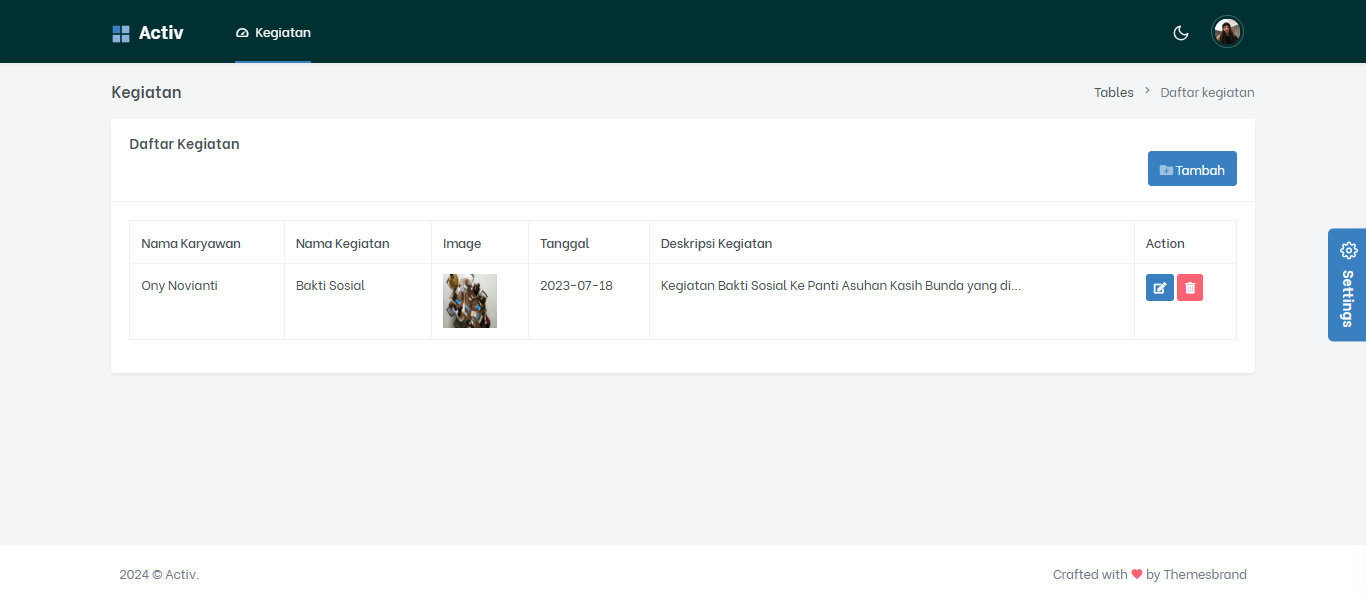 Activ
Kegiatan
Kegiatan
Tables > Daftar kegiatan
Daftar Kegiatan
Tambah
Nama Karyawan Nama Kegiatan Image Tanggal Deskripsi Kegiatan Action
Ony Novianti Bakti Sosial 2023-07-18 Kegiatan Bakti Sosial Ke Panti Asuhan Kasih Bunda yang di...
Settings
2024 © Activ.
Crafted with ❤ by Themesbrand